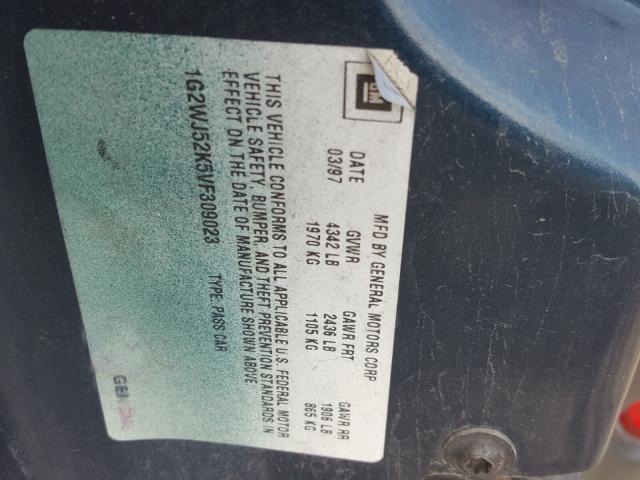 GM
MFD BY GENERAL MOTORS CORP
DATE GVWR GAWR FRT GAWR RR
03/97 4342 LB 2436 LB 1906 LB
1970 KG 1105 KG 865 KG
THIS VEHICLE CONFORMS TO ALL APPLICABLE U.S. FEDERAL MOTOR
VEHICLE SAFETY, BUMPER, AND THEFT PREVENTION STANDARDS IN
EFFECT ON THE DATE OF MANUFACTURE SHOWN ABOVE.
1G2WJ52K5VF309023 TYPE: PASS CAR